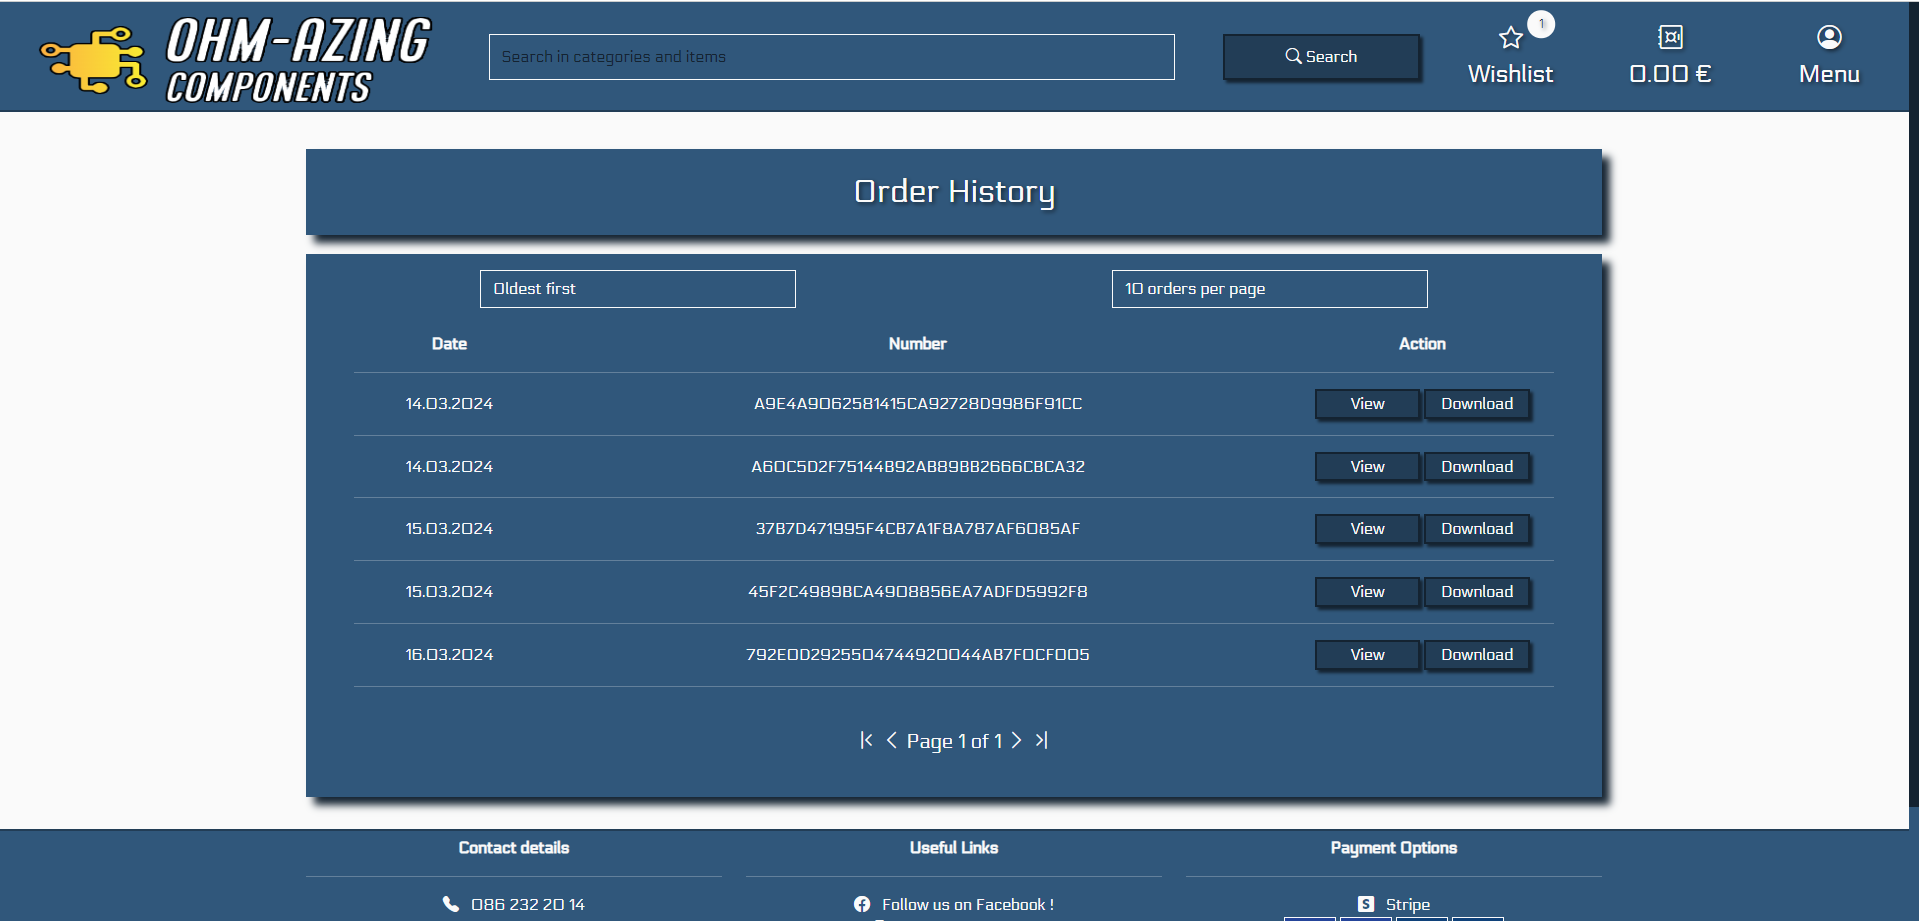 OHM-AZING
COMPONENTS
Search in categories and items
Search
1
Wishlist
0.00 €
Menu
Order History
Oldest first
10 orders per page
Date Number Action
14.03.2024 A9E4A9062581415CA92728D9986F91CC View Download
14.03.2024 A60C5D2F75144B92AB89BB2666CBCA32 View Download
15.03.2024 37B7D471995F4CB7A1F8A787AF6085AF View Download
15.03.2024 45F2C4989BCA4908856EA7ADFD5992F8 View Download
16.03.2024 792E0D2925504744920044AB7F0CF005 View Download
Page 1 of 1
Contact details Useful Links Payment Options
086 232 20 14 Follow us on Facebook ! Stripe